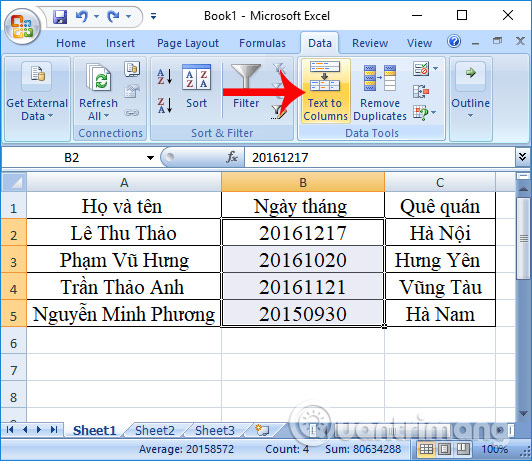 Book1 - Microsoft Excel
Home Insert Page Layout Formulas Data Review View
Get External Data
Refresh All
Sort
Filter
Text to Columns
Remove Duplicates
Outline
Connections Sort & Filter Data Tools
B2 fx 20161217
A B C
1 Họ và tên Ngày tháng Quê quán
2 Lê Thu Thảo 20161217 Hà Nội
3 Phạm Vũ Hưng 20161020 Hưng Yên
4 Trần Thảo Anh 20161121 Vũng Tàu
5 Nguyễn Minh Phương 20150930 Hà Nam
6
7
8
Sheet1 Sheet2 Sheet3
Quantrimang
Average: 20158572 Count: 4 Sum: 80634288 100%